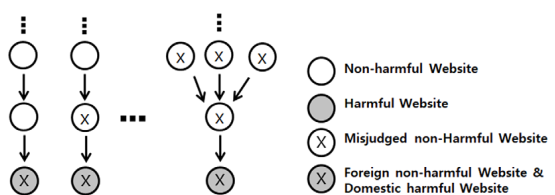 X X X
X X
X X X
Non-harmful Website
Harmful Website
X Misjudged non-Harmful Website
X Foreign non-harmful Website &
Domestic harmful Website